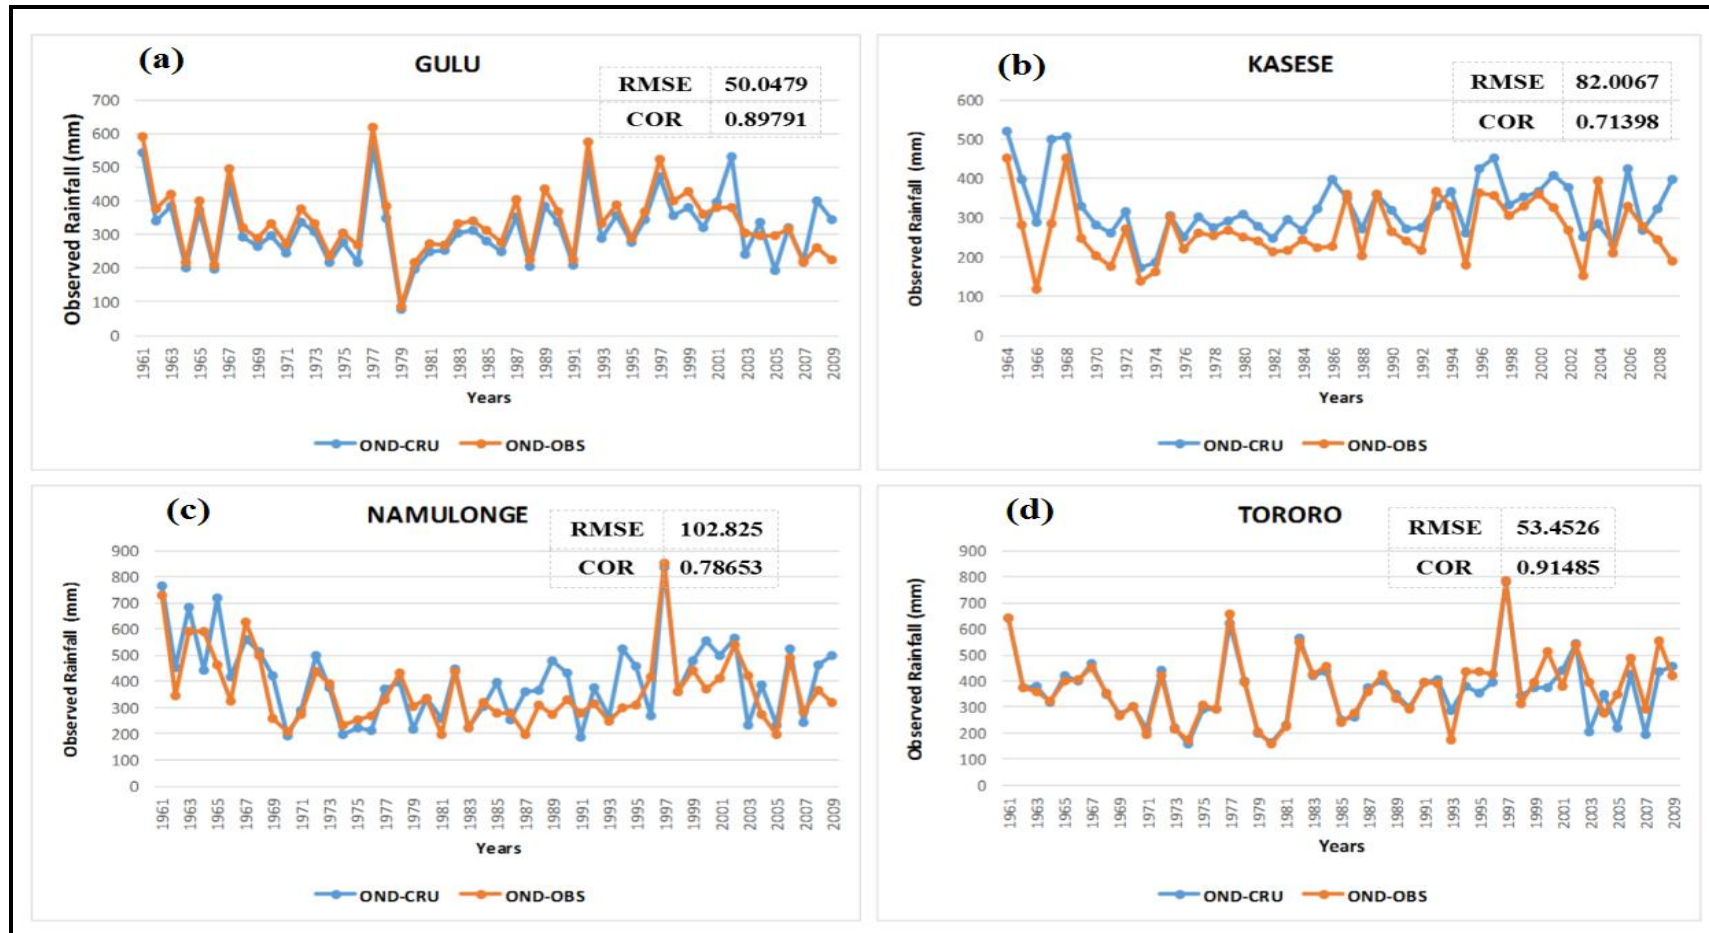 (a)
GULU
RMSE 50.0479
COR 0.89791
Observed Rainfall (mm)
700
600
500
400
300
200
100
0
1961 1963 1965 1967 1969 1971 1973 1975 1977 1979 1981 1983 1985 1987 1989 1991 1993 1995 1997 1999 2001 2003 2005 2007 2009
Years
OND-CRU OND-OBS
(b)
KASESE
RMSE 82.0067
COR 0.71398
Observed Rainfall (mm)
600
500
400
300
200
100
0
1964 1966 1968 1970 1972 1974 1976 1978 1980 1982 1984 1986 1988 1990 1992 1994 1996 1998 2000 2002 2004 2006 2008
Years
OND-CRU OND-OBS
(c)
NAMULONGE
RMSE 102.825
COR 0.78653
Observed Rainfall (mm)
900
800
700
600
500
400
300
200
100
0
1961 1963 1965 1967 1969 1971 1973 1975 1977 1979 1981 1983 1985 1987 1989 1991 1993 1995 1997 1999 2001 2003 2005 2007 2009
Years
OND-CRU OND-OBS
(d)
TORORO
RMSE 53.4526
COR 0.91485
Observed Rainfall (mm)
900
800
700
600
500
400
300
200
100
0
1961 1963 1965 1967 1969 1971 1973 1975 1977 1979 1981 1983 1985 1987 1989 1991 1993 1995 1997 1999 2001 2003 2005 2007 2009
Years
OND-CRU OND-OBS